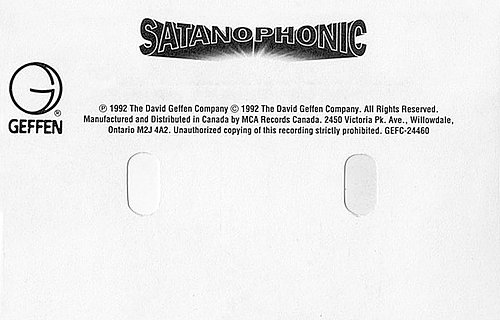 SATANOPHONIC
GEFFEN®
℗ 1992 The David Geffen Company © 1992 The David Geffen Company. All Rights Reserved.
Manufactured and Distributed in Canada by MCA Records Canada. 2450 Victoria Pk. Ave., Willowdale,
Ontario M2J 4A2. Unauthorized copying of this recording strictly prohibited. GEFC-24460